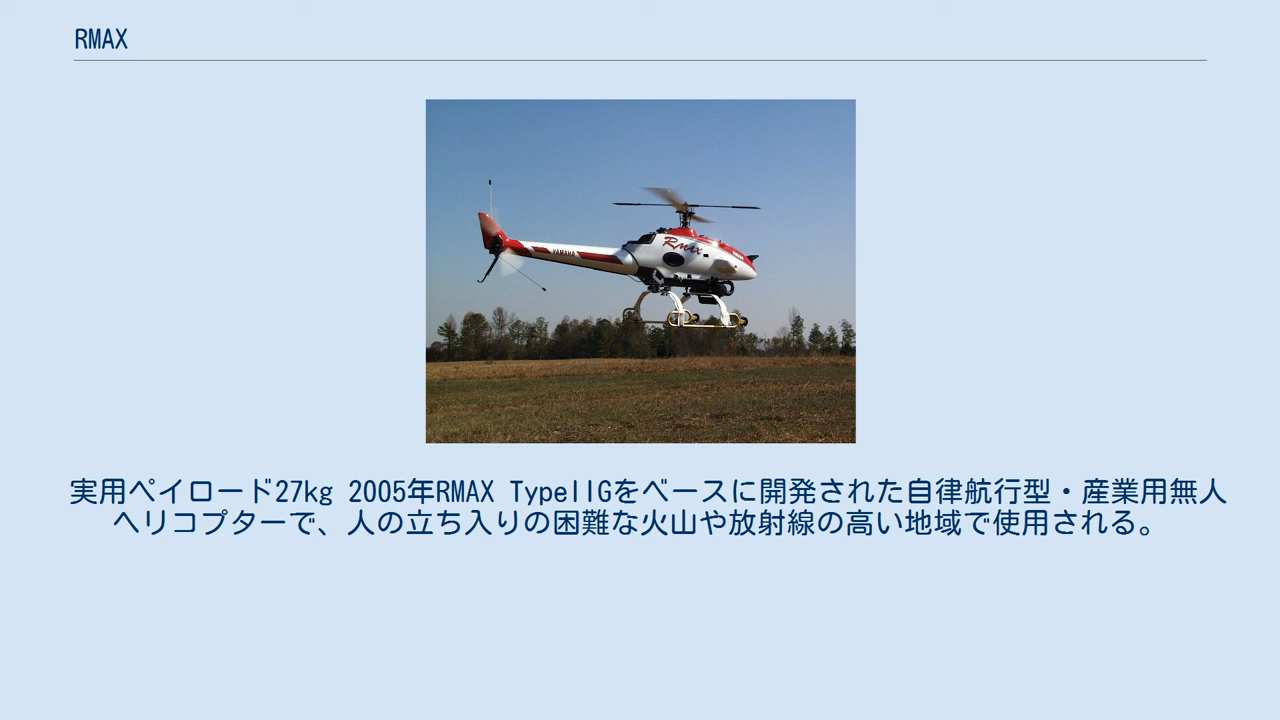 RMAX
Rmax
YAMAHA
実用ペイロード27kg 2005年RMAX TypeIIGをベースに開発された自律航行型・産業用無人
ヘリコプターで、人の立ち入りの困難な火山や放射線の高い地域で使用される。